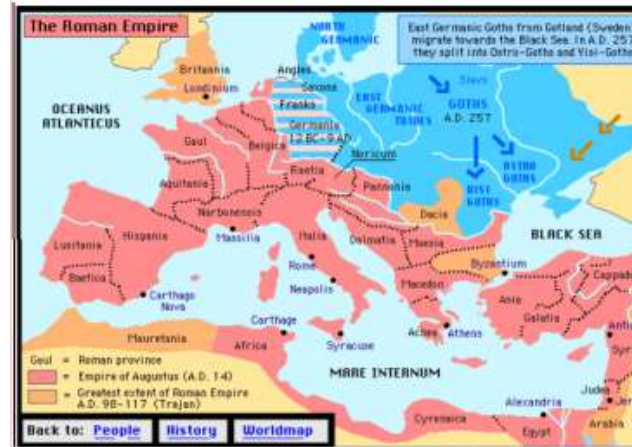 The Roman Empire
East Germanic Goths from Gotland (Sweden)
migrate towards the Black Sea. In A.D. 257
they split into Ostro-Goths and Visi-Goths
NORTH
GERMANIC
Britannia
Londinium
Angles
Saxons
Franks
Germania
12 BC-9 AD
EAST
GERMANIC
TRIBES
Slavs
GOTHS
A.D. 257
OCEANUS
ATLANTICUS
Gaul
Belgica
Noricum
Raetia
Aquitania
Pannonia
VISI
GOTHS
OSTRO
GOTHS
Dacia
Narbonensis
Massilia
Hispania
Lusitania
Baetica
Italia
Dalmatia
Moesia
BLACK SEA
Rome
Neapolis
Byzantium
Macedon
Cappado
Asia
Galatia
Carthago
Nova
Carthage
Syracuse
Athens
Mauretania
Africa
MARE INTERNUM
Judea
Cyrenaica
Alexandria
Egypt
Arabia
Gaul = Roman province
= Empire of Augustus (A.D. 14)
= Greatest extent of Roman Empire
A.D. 98-117 (Trajan)
Back to: People History Worldmap